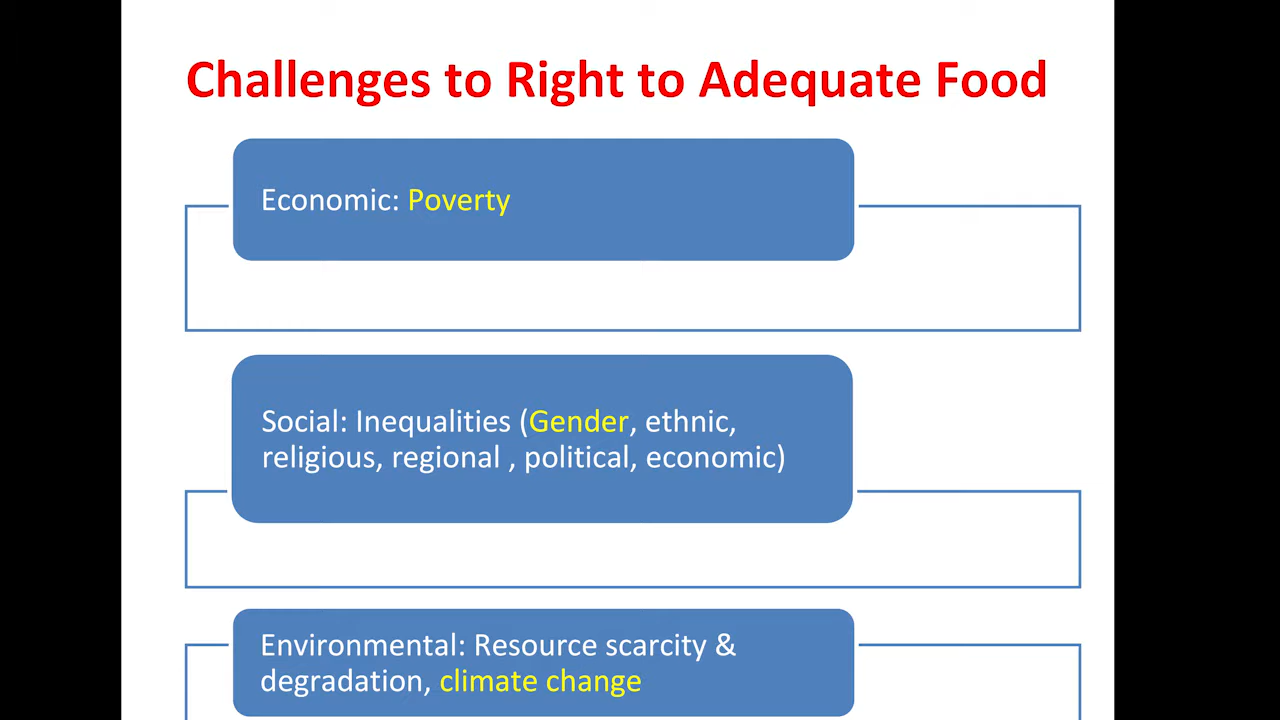 Challenges to Right to Adequate Food
Economic: Poverty
Social: Inequalities (Gender, ethnic,
religious, regional , political, economic)
Environmental: Resource scarcity &
degradation, climate change